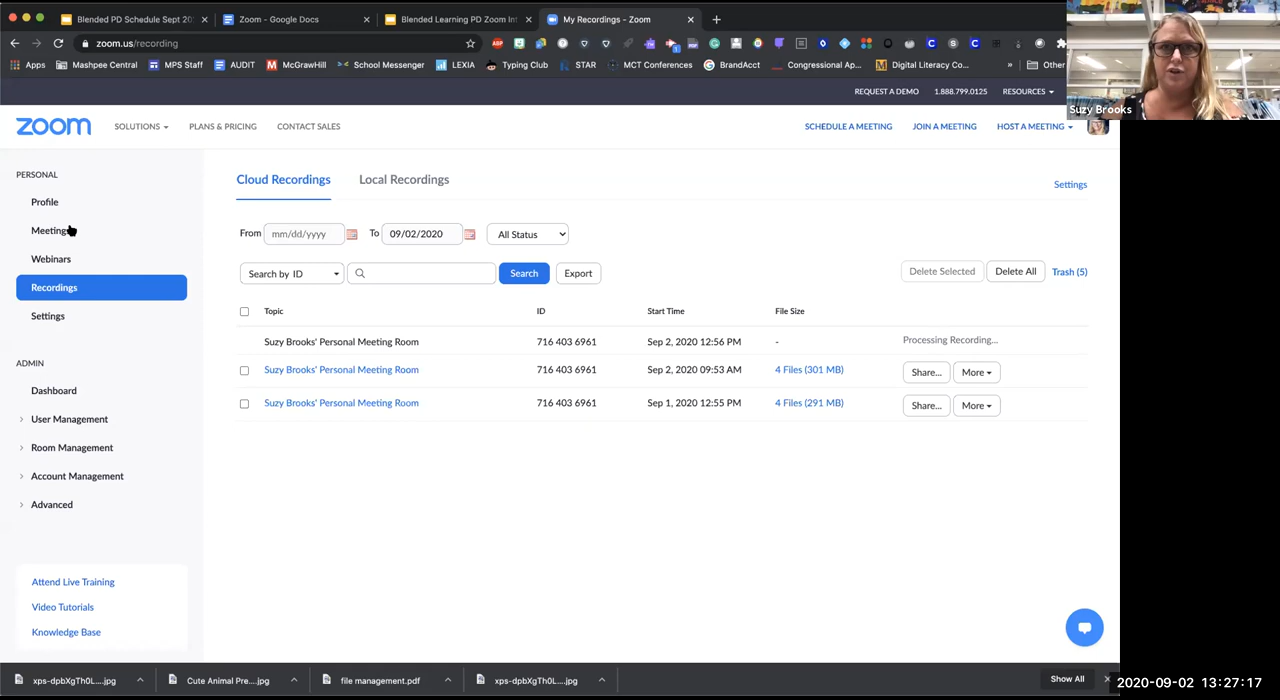 Blended PD Schedule Sept 20
Zoom - Google Docs
Blended Learning PD Zoom Int
My Recordings - Zoom
zoom.us/recording
Apps
Mashpee Central
MPS Staff
AUDIT
McGrawHill
School Messenger
LEXIA
Typing Club
STAR
MCT Conferences
BrandAcct
Congressional Ap...
Digital Literacy Co...
»
Other
Suzy Brooks
REQUEST A DEMO
1.888.799.0125
RESOURCES
zoom
SOLUTIONS
PLANS & PRICING
CONTACT SALES
SCHEDULE A MEETING
JOIN A MEETING
HOST A MEETING
PERSONAL
Profile
Meetings
Webinars
Recordings
Settings
ADMIN
Dashboard
User Management
Room Management
Account Management
Advanced
Attend Live Training
Video Tutorials
Knowledge Base
Cloud Recordings
Local Recordings
Settings
From mm/dd/yyyy To 09/02/2020 All Status
Search by ID Search Export
Delete Selected Delete All Trash (5)
Topic ID Start Time File Size
Suzy Brooks' Personal Meeting Room 716 403 6961 Sep 2, 2020 12:56 PM - Processing Recording...
Suzy Brooks' Personal Meeting Room 716 403 6961 Sep 2, 2020 09:53 AM 4 Files (301 MB) Share... More
Suzy Brooks' Personal Meeting Room 716 403 6961 Sep 1, 2020 12:55 PM 4 Files (291 MB) Share... More
xps-dpbXgTh0L....jpg
Cute Animal Pre....jpg
file management.pdf
xps-dpbXgTh0L....jpg
Show All
2020-09-02 13:27:17